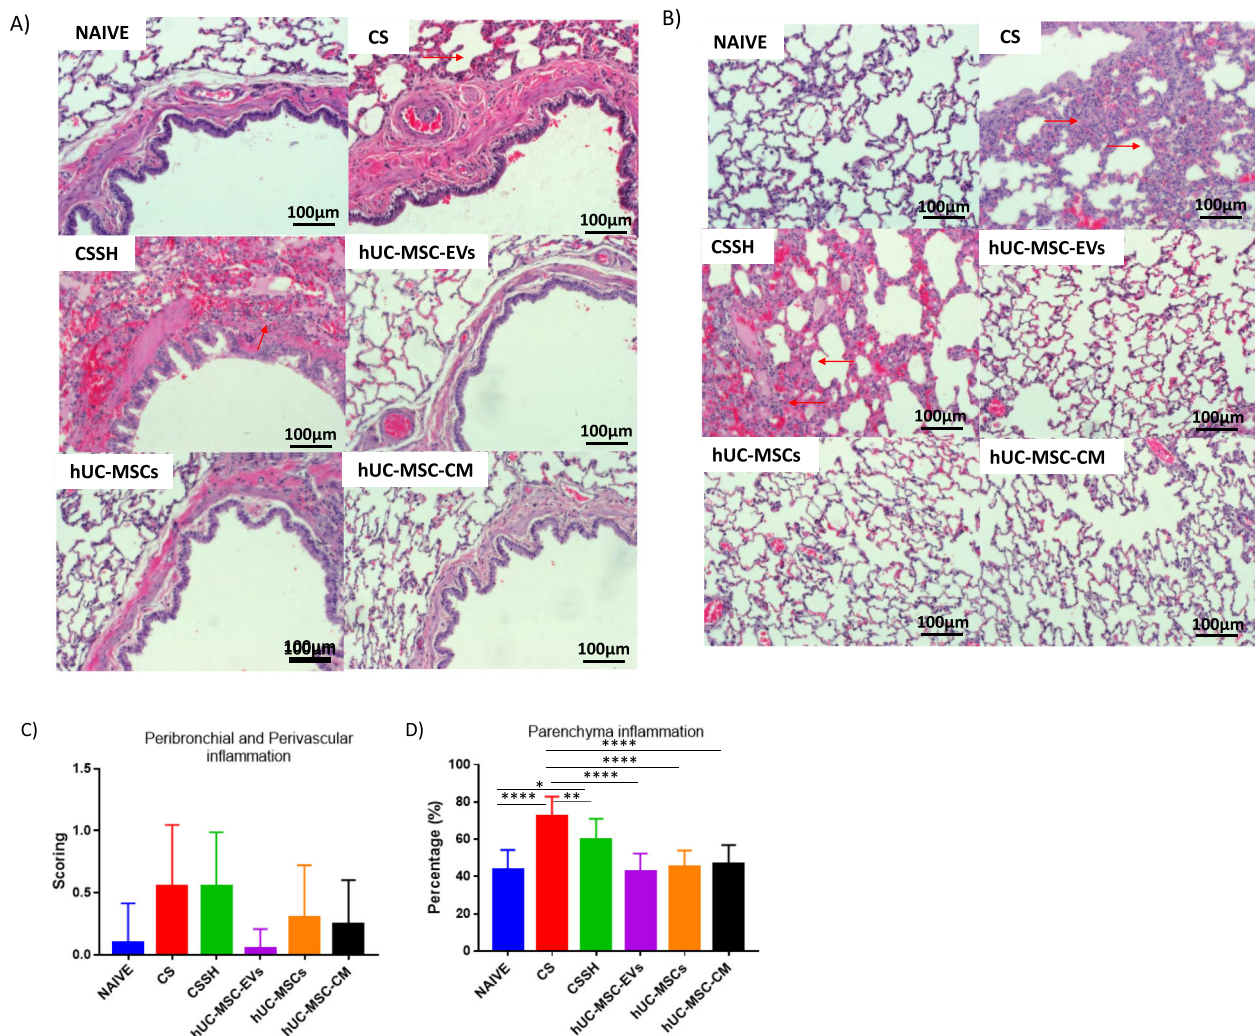 A)
NAIVE
CS
100µm
100µm
CSSH
hUC-MSC-EVs
100µm
100µm
hUC-MSCs
hUC-MSC-CM
100µm
100µm
100µm
B)
NAIVE
CS
100µm
100µm
CSSH
hUC-MSC-EVs
100µm
100µm
hUC-MSCs
hUC-MSC-CM
100µm
100µm
C)
Peribronchial and Perivascular
inflammation
Scoring
1.5
1.0
0.5
0.0
NAIVE
CS
CSSH
hUC-MSC-EVs
hUC-MSCs
hUC-MSC-CM
D)
Parenchyma inflammation
****
****
****
*
****
**
Percentage (%)
100
80
60
40
20
0
NAIVE
CS
CSSH
hUC-MSC-EVs
hUC-MSCs
hUC-MSC-CM